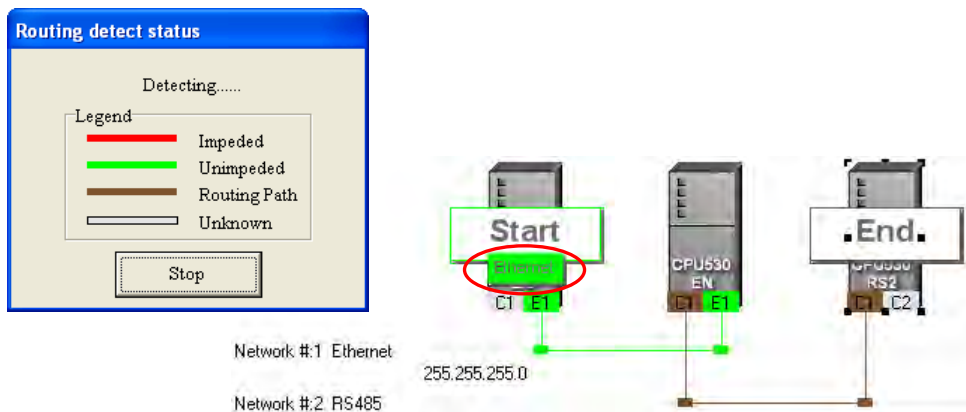 Routing detect status
Detecting......
Legend
Impeded
Unimpeded
Routing Path
Unknown
Stop
Start
Ethernet
C1 E1
CPU530
EN
C1 E1
End
CPU530
RS2
C1 C2
Network #:1 Ethernet
255.255.255.0
Network #:2 RS485